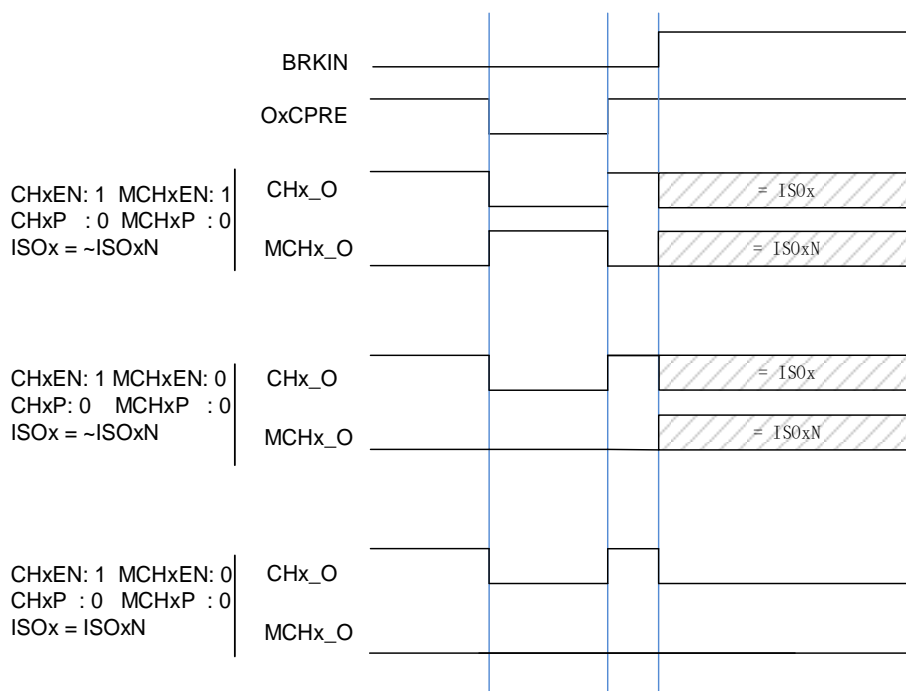 BRKIN
OxCPRE
CHxEN: 1 MCHxEN: 1
CHxP : 0 MCHxP : 0
ISOx = ~ISOxN
CHx_O
= ISOx
MCHx_O
= ISOxN
CHxEN: 1 MCHxEN: 0
CHxP: 0 MCHxP : 0
ISOx = ~ISOxN
CHx_O
= ISOx
MCHx_O
= ISOxN
CHxEN: 1 MCHxEN: 0
CHxP : 0 MCHxP : 0
ISOx = ISOxN
CHx_O
MCHx_O